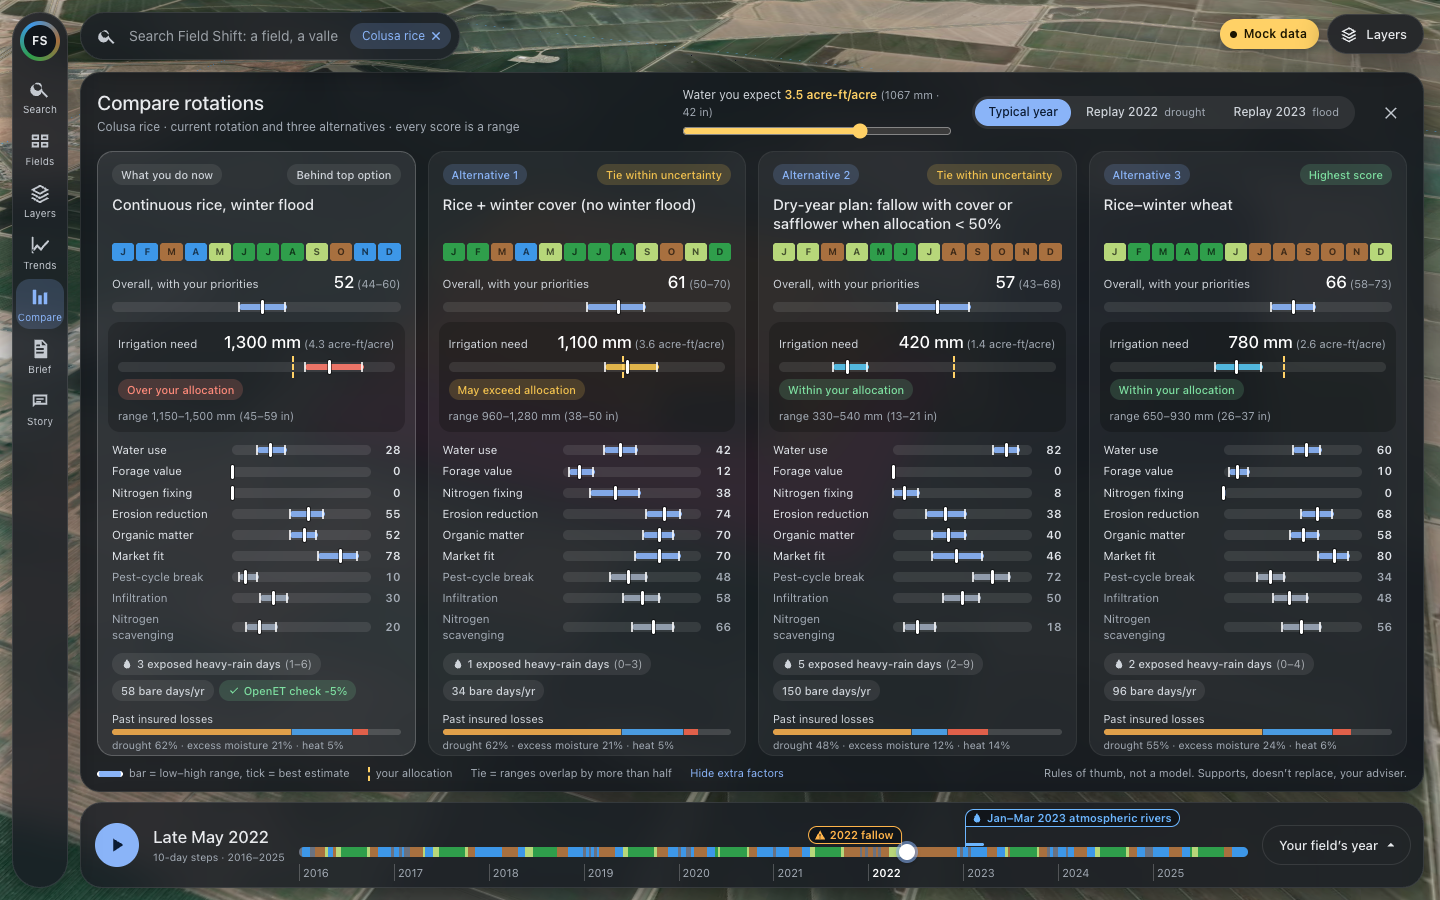 FS
Search Field Shift: a field, a valle
Colusa rice ✕
Mock data
Layers
Search
Fields
Layers
Trends
Compare
Brief
Story
Compare rotations
Colusa rice · current rotation and three alternatives · every score is a range
Water you expect 3.5 acre-ft/acre (1067 mm ·
42 in)
Typical year
Replay 2022 drought
Replay 2023 flood
What you do now
Behind top option
Continuous rice, winter flood
J F M A M J J A S O N D
Overall, with your priorities 52 (44–60)
Irrigation need 1,300 mm (4.3 acre-ft/acre)
Over your allocation
range 1,150–1,500 mm (45–59 in)
Water use 28
Forage value 0
Nitrogen fixing 0
Erosion reduction 55
Organic matter 52
Market fit 78
Pest-cycle break 10
Infiltration 30
Nitrogen
scavenging 20
3 exposed heavy-rain days (1–6)
58 bare days/yr
✓ OpenET check -5%
Past insured losses
drought 62% · excess moisture 21% · heat 5%
Alternative 1
Tie within uncertainty
Rice + winter cover (no winter flood)
J F M A M J J A S O N D
Overall, with your priorities 61 (50–70)
Irrigation need 1,100 mm (3.6 acre-ft/acre)
May exceed allocation
range 960–1,280 mm (38–50 in)
Water use 42
Forage value 12
Nitrogen fixing 38
Erosion reduction 74
Organic matter 70
Market fit 70
Pest-cycle break 48
Infiltration 58
Nitrogen
scavenging 66
1 exposed heavy-rain days (0–3)
34 bare days/yr
Past insured losses
drought 62% · excess moisture 21% · heat 5%
Alternative 2
Tie within uncertainty
Dry-year plan: fallow with cover or
safflower when allocation < 50%
J F M A M J J A S O N D
Overall, with your priorities 57 (43–68)
Irrigation need 420 mm (1.4 acre-ft/acre)
Within your allocation
range 330–540 mm (13–21 in)
Water use 82
Forage value 0
Nitrogen fixing 8
Erosion reduction 38
Organic matter 40
Market fit 46
Pest-cycle break 72
Infiltration 50
Nitrogen
scavenging 18
5 exposed heavy-rain days (2–9)
150 bare days/yr
Past insured losses
drought 48% · excess moisture 12% · heat 14%
Alternative 3
Highest score
Rice–winter wheat
J F M A M J J A S O N D
Overall, with your priorities 66 (58–73)
Irrigation need 780 mm (2.6 acre-ft/acre)
Within your allocation
range 650–930 mm (26–37 in)
Water use 60
Forage value 10
Nitrogen fixing 0
Erosion reduction 68
Organic matter 58
Market fit 80
Pest-cycle break 34
Infiltration 48
Nitrogen
scavenging 56
2 exposed heavy-rain days (0–4)
96 bare days/yr
Past insured losses
drought 55% · excess moisture 24% · heat 6%
bar = low–high range, tick = best estimate
your allocation
Tie = ranges overlap by more than half
Hide extra factors
Rules of thumb, not a model. Supports, doesn't replace, your adviser.
Late May 2022
10-day steps · 2016–2025
2022 fallow
Jan–Mar 2023 atmospheric rivers
2016 2017 2018 2019 2020 2021 2022 2023 2024 2025
Your field's year